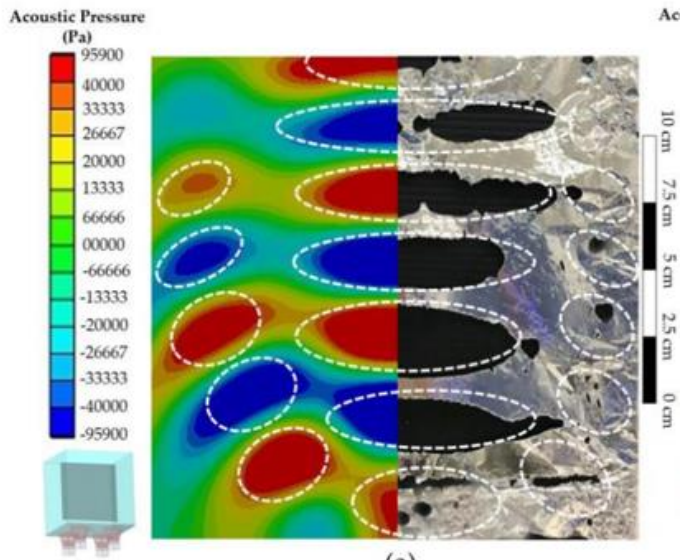 Acoustic Pressure
(Pa)
95900
40000
33333
26667
20000
13333
66666
00000
-66666
-13333
-20000
-26667
-33333
-40000
-95900
10 cm
7.5 cm
5 cm
2.5 cm
0 cm